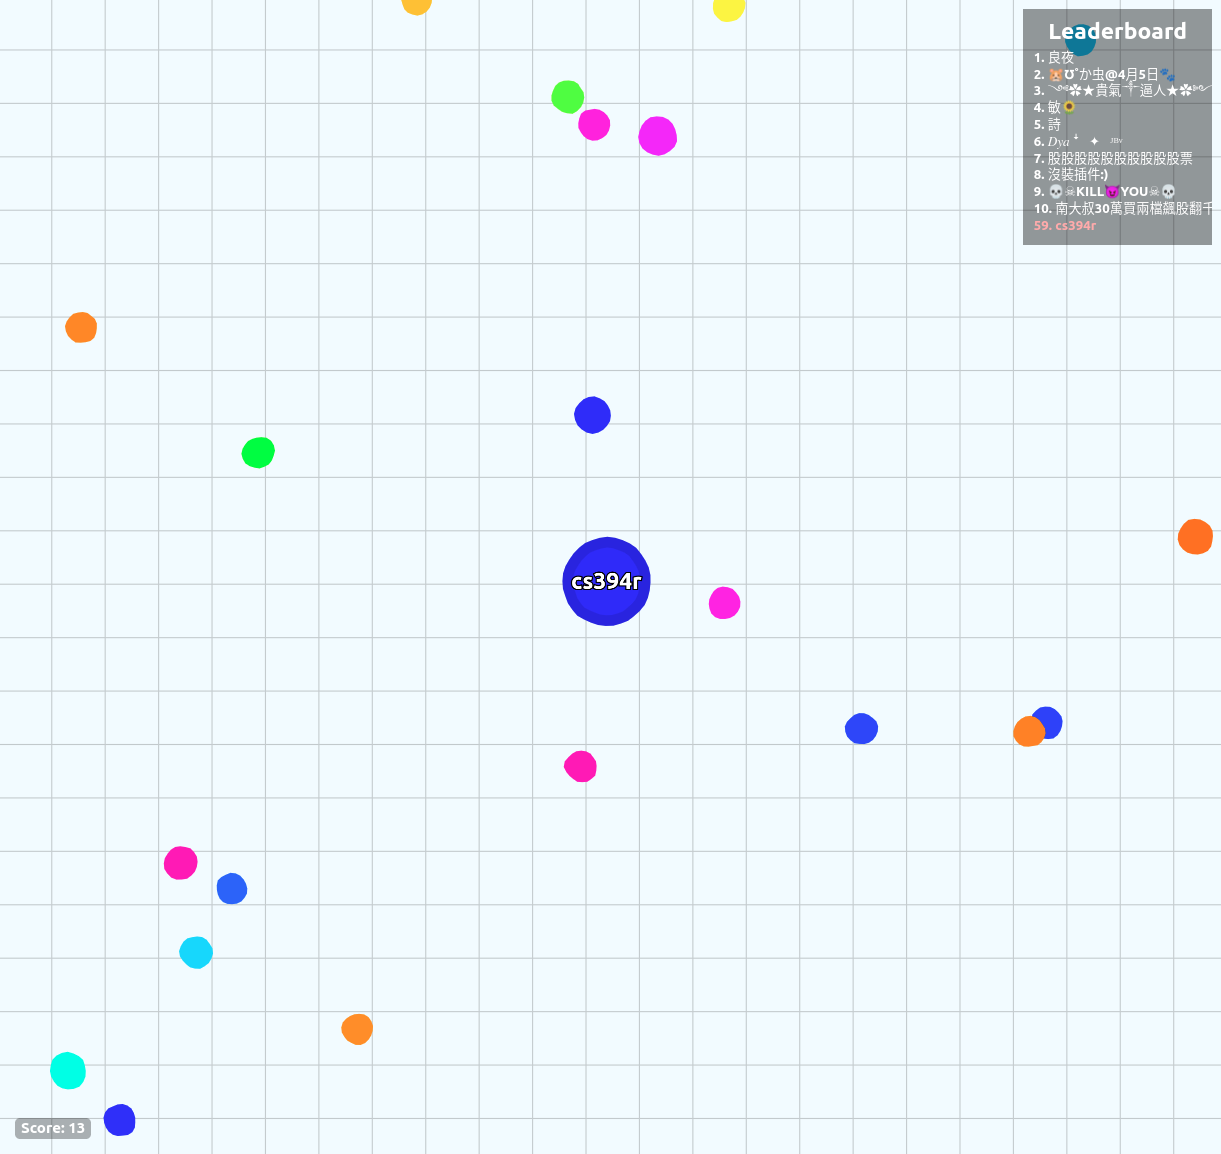 Leaderboard
1. 良夜
2. 🐹℧˚か虫@4月5日🐾
3. ༺✿★貴氣༒逼人★✿༻
4. 敏🌻
5. 詩
6. Dya ꜜ ✦ ᴶᴮᵛ
7. 股股股股股股股股股股票
8. 沒裝插件:)
9. 💀☠KILL😈YOU☠💀
10. 南大叔30萬買兩檔飆股翻千
59. cs394r
cs394r
Score: 13